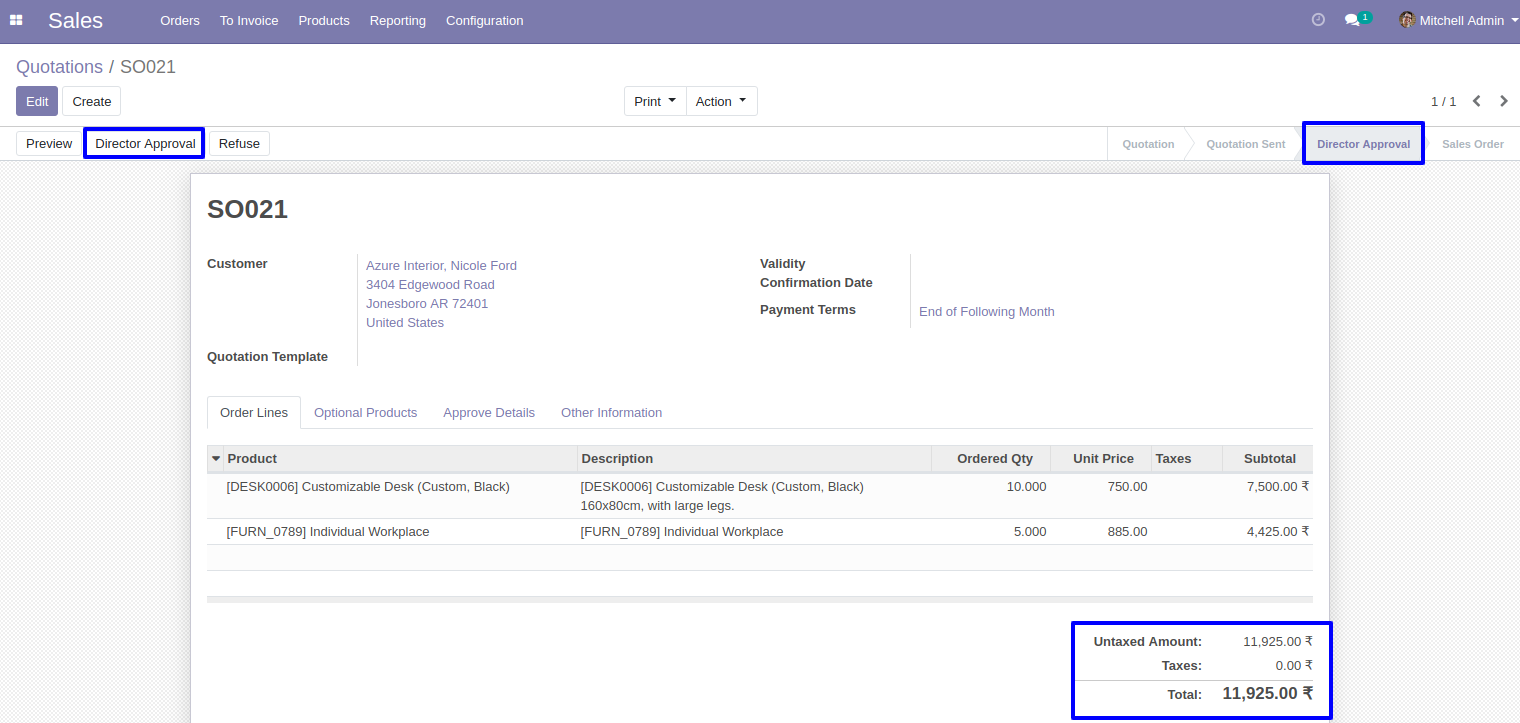 Sales Orders To Invoice Products Reporting Configuration 1 Mitchell Admin
Quotations / SO021
Edit Create Print Action 1 / 1
Preview Director Approval Refuse Quotation Quotation Sent Director Approval Sales Order
SO021
Customer Azure Interior, Nicole Ford
3404 Edgewood Road
Jonesboro AR 72401
United States
Quotation Template
Validity
Confirmation Date
Payment Terms End of Following Month
Order Lines Optional Products Approve Details Other Information
Product Description Ordered Qty Unit Price Taxes Subtotal
[DESK0006] Customizable Desk (Custom, Black) [DESK0006] Customizable Desk (Custom, Black) 10.000 750.00 7,500.00 ₹
160x80cm, with large legs.
[FURN_0789] Individual Workplace [FURN_0789] Individual Workplace 5.000 885.00 4,425.00 ₹
Untaxed Amount: 11,925.00 ₹
Taxes: 0.00 ₹
Total: 11,925.00 ₹